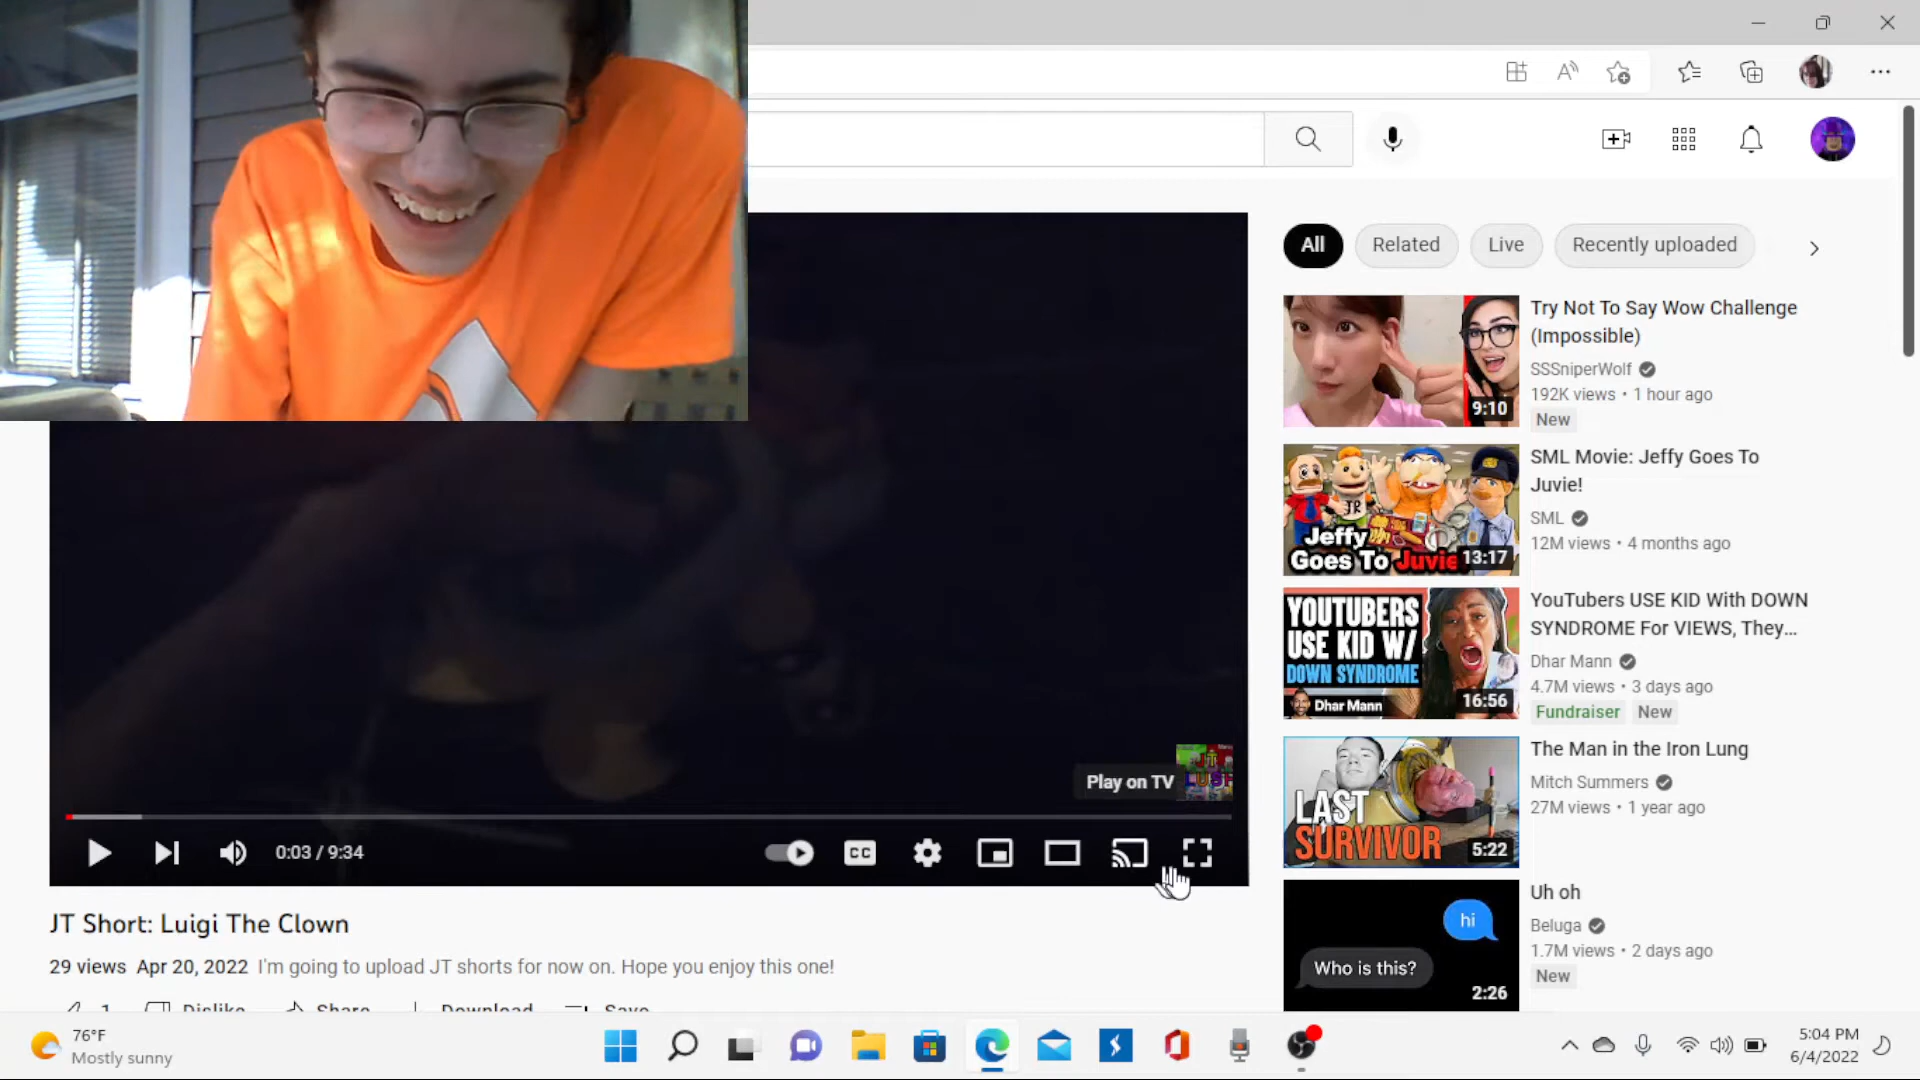 All
Related
Live
Recently uploaded
Try Not To Say Wow Challenge
(Impossible)
SSSniperWolf
192K views • 1 hour ago
New
9:10
SML Movie: Jeffy Goes To
Juvie!
SML
12M views • 4 months ago
Jeffy
Goes To Juvie
13:17
YOUTUBERS
USE KID W/
DOWN SYNDROME
Dhar Mann
16:56
YouTubers USE KID With DOWN
SYNDROME For VIEWS, They...
Dhar Mann
4.7M views • 3 days ago
Fundraiser
New
LAST
SURVIVOR
5:22
The Man in the Iron Lung
Mitch Summers
27M views • 1 year ago
hi
Who is this?
2:26
Uh oh
Beluga
1.7M views • 2 days ago
New
Play on TV
JT
0:03 / 9:34
CC
JT Short: Luigi The Clown
29 views Apr 20, 2022 I'm going to upload JT shorts for now on. Hope you enjoy this one!
1 Dislike Share Download Save
76°F
Mostly sunny
5:04 PM
6/4/2022